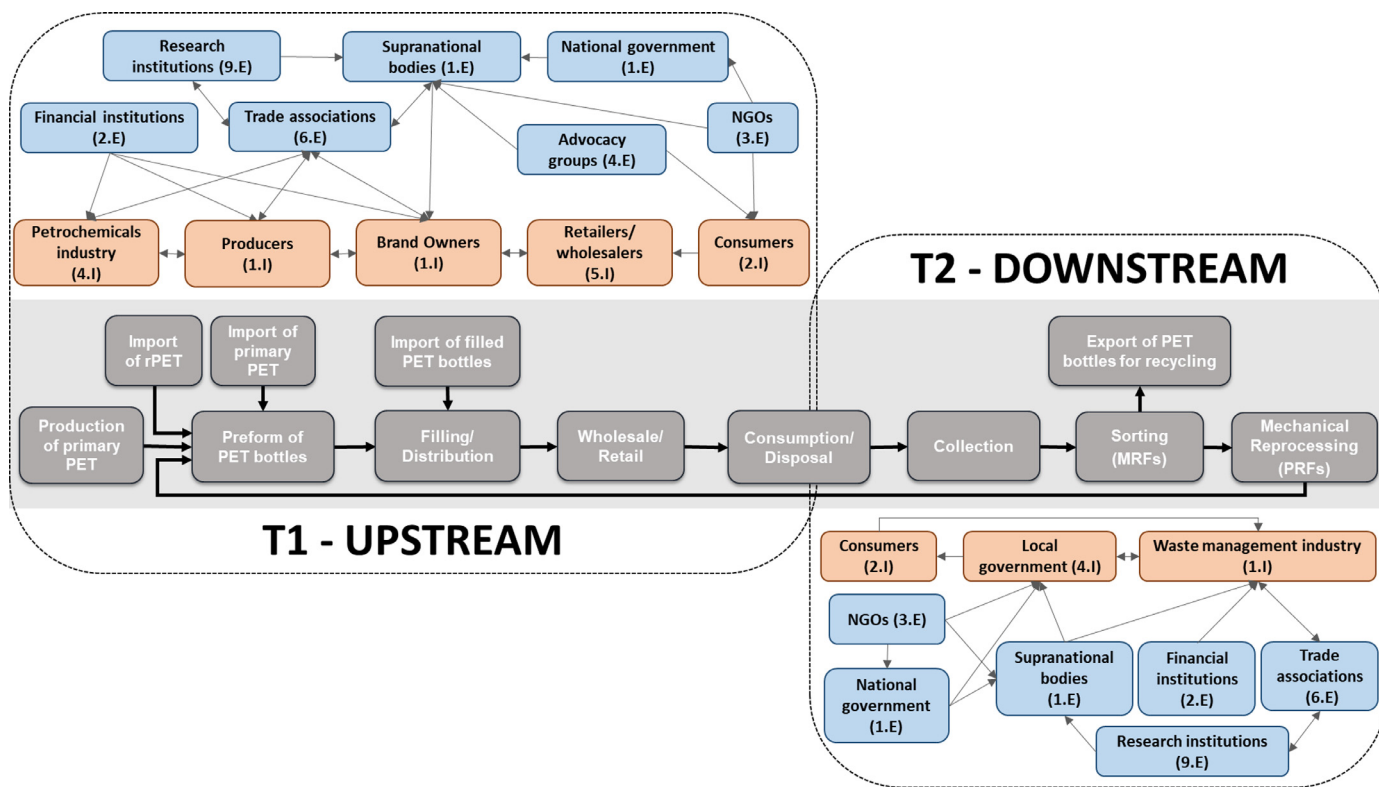 Research
institutions (9.E)
Supranational
bodies (1.E)
National government
(1.E)
Financial institutions
(2.E)
Trade associations
(6.E)
Advocacy
groups (4.E)
NGOs
(3.E)
Petrochemicals
industry
(4.I)
Producers
(1.I)
Brand Owners
(1.I)
Retailers/
wholesalers
(5.I)
Consumers
(2.I)
T2 - DOWNSTREAM
Import
of rPET
Import of
primary
PET
Import of filled
PET bottles
Export of PET
bottles for recycling
Production
of primary
PET
Preform of
PET bottles
Filling/
Distribution
Wholesale/
Retail
Consumption/
Disposal
Collection
Sorting
(MRFs)
Mechanical
Reprocessing
(PRFs)
T1 - UPSTREAM
Consumers
(2.I)
Local
government (4.I)
Waste management industry
(1.I)
NGOs (3.E)
National
government
(1.E)
Supranational
bodies
(1.E)
Financial
institutions
(2.E)
Trade
associations
(6.E)
Research institutions
(9.E)